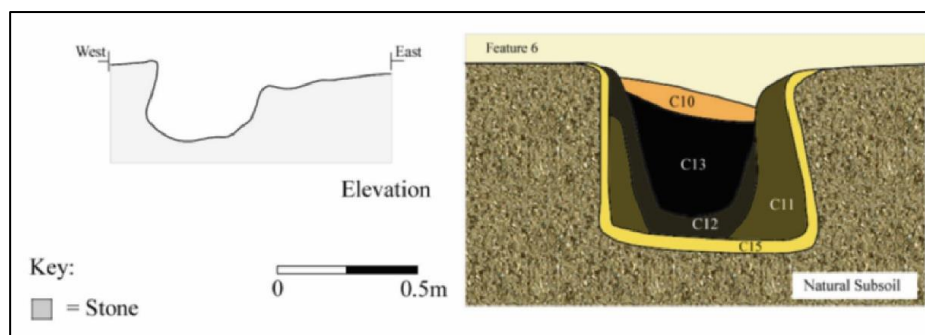 West
East
Elevation
Key:
= Stone
0
0.5m
Feature 6
C10
C13
C11
C12
C15
Natural Subsoil